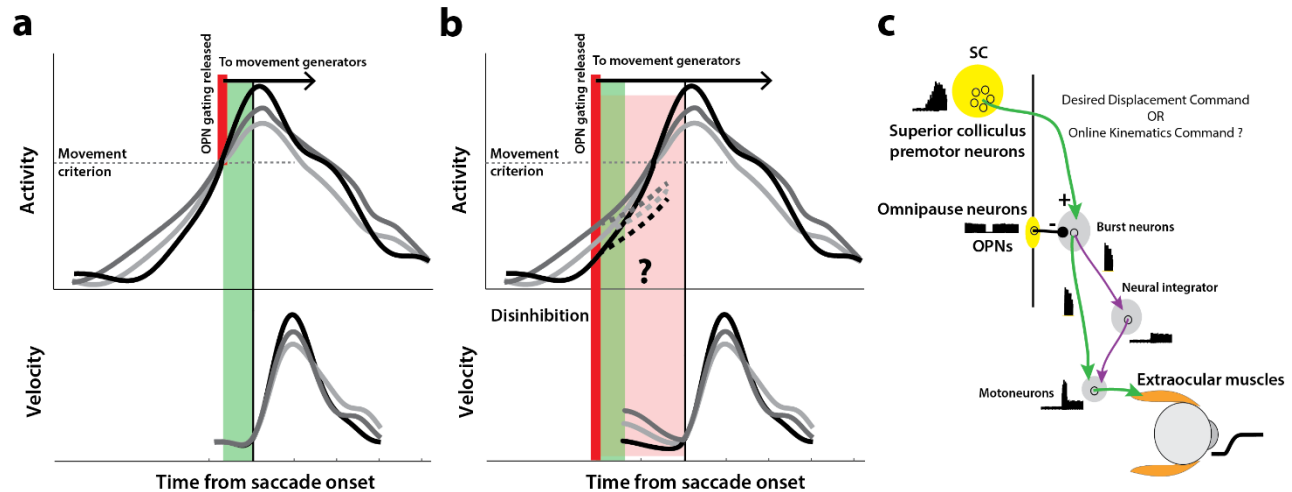 a
OPN gating released
To movement generators
Movement
criterion
Activity
Velocity
Time from saccade onset
b
OPN gating released
To movement generators
Movement
criterion
Activity
?
Disinhibition
Velocity
Time from saccade onset
c
SC
Desired Displacement Command
OR
Online Kinematics Command ?
Superior colliculus
premotor neurons
+
Omnipause neurons
-
OPNs
Burst neurons
Neural integrator
Motoneurons
Extraocular muscles